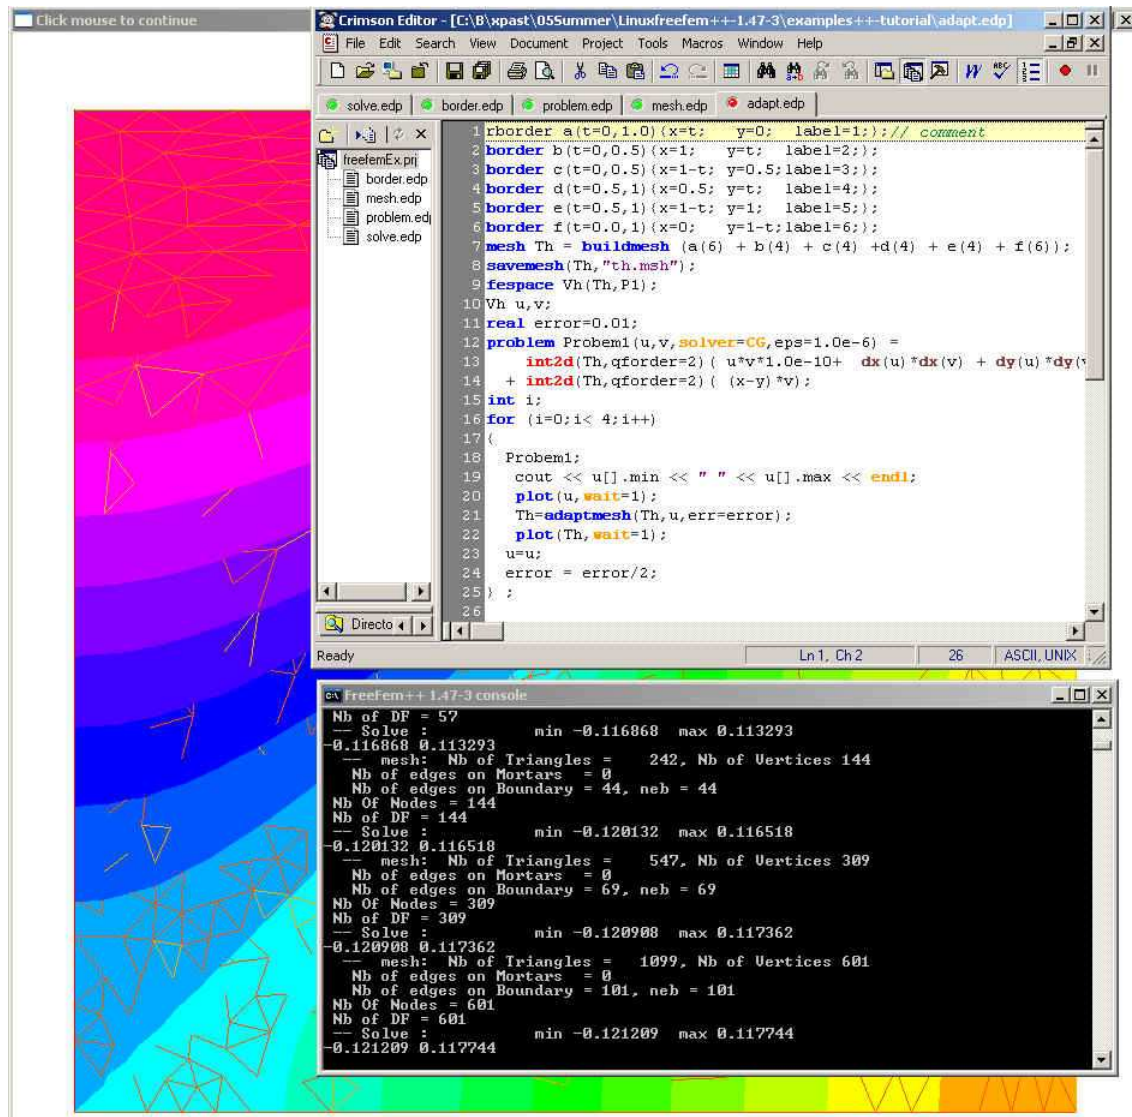 Click mouse to continue
Crimson Editor - [C:\8\xpast\05Summer\Linuxfreefem++-1.47-3\examples++-tutorial\adapt.edp]
File Edit Search View Document Project Tools Macros Window Help
solve.edp border.edp problem.edp mesh.edp adapt.edp
freefemEx.prj
border.edp
mesh.edp
problem.edp
solve.edp
Directo
1 rborder a(t=0,1.0){x=t; y=0; label=1;};// comment
2 border b(t=0,0.5){x=1; y=t; label=2;};
3 border c(t=0,0.5){x=1-t; y=0.5;label=3;};
4 border d(t=0.5,1){x=0.5; y=t; label=4;};
5 border e(t=0.5,1){x=1-t; y=1; label=5;};
6 border f(t=0.0,1){x=0; y=1-t;label=6;};
7 mesh Th = buildmesh (a(6) + b(4) + c(4) +d(4) + e(4) + f(6));
8 savemesh(Th,"th.msh");
9 fespace Vh(Th,P1);
10 Vh u,v;
11 real error=0.01;
12 problem Probem1(u,v,solver=CG,eps=1.0e-6) =
13 int2d(Th,qforder=2)( u*v*1.0e-10+ dx(u)*dx(v) + dy(u)*dy(v
14 + int2d(Th,qforder=2)( (x-y)*v);
15 int i;
16 for (i=0;i< 4;i++)
17 {
18 Probem1;
19 cout << u[].min << " " << u[].max << endl;
20 plot(u,wait=1);
21 Th=adaptmesh(Th,u,err=error);
22 plot(Th,wait=1);
23 u=u;
24 error = error/2;
25 } ;
26
Ready Ln 1, Ch 2 26 ASCII, UNIX
FreeFem++ 1.47-3 console
Nb of DF = 57
-- Solve : min -0.116868 max 0.113293
-0.116868 0.113293
-- mesh: Nb of Triangles = 242, Nb of Vertices 144
Nb of edges on Mortars = 0
Nb of edges on Boundary = 44, neb = 44
Nb Of Nodes = 144
Nb of DF = 144
-- Solve : min -0.120132 max 0.116518
-0.120132 0.116518
-- mesh: Nb of Triangles = 547, Nb of Vertices 309
Nb of edges on Mortars = 0
Nb of edges on Boundary = 69, neb = 69
Nb Of Nodes = 309
Nb of DF = 309
-- Solve : min -0.120908 max 0.117362
-0.120908 0.117362
-- mesh: Nb of Triangles = 1099, Nb of Vertices 601
Nb of edges on Mortars = 0
Nb of edges on Boundary = 101, neb = 101
Nb Of Nodes = 601
Nb of DF = 601
-- Solve : min -0.121209 max 0.117744
-0.121209 0.117744